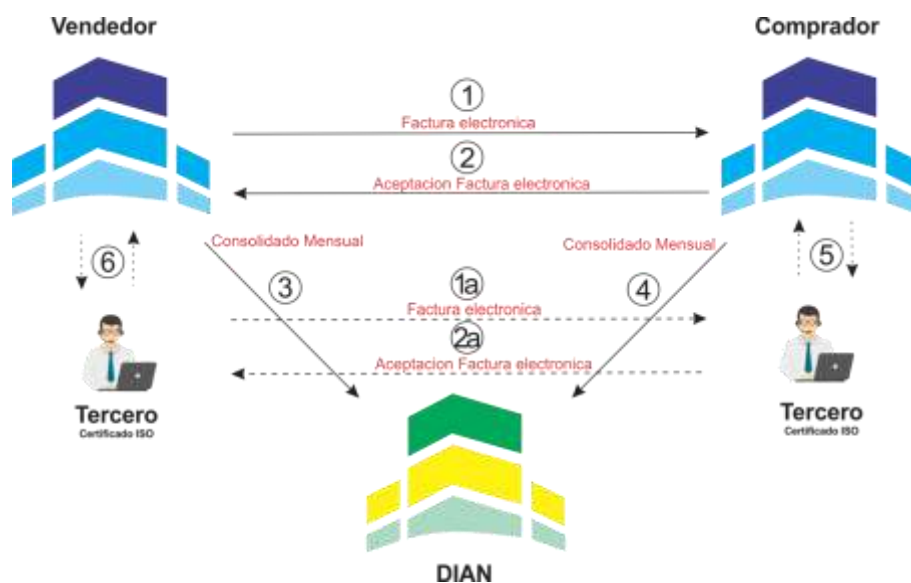 Vendedor
Comprador
1
Factura electronica
2
Aceptacion Factura electronica
Consolidado Mensual
Consolidado Mensual
6
5
3
1a
4
Factura electronica
2a
Aceptacion Factura electronica
Tercero
Certificado ISO
Tercero
Certificado ISO
DIAN